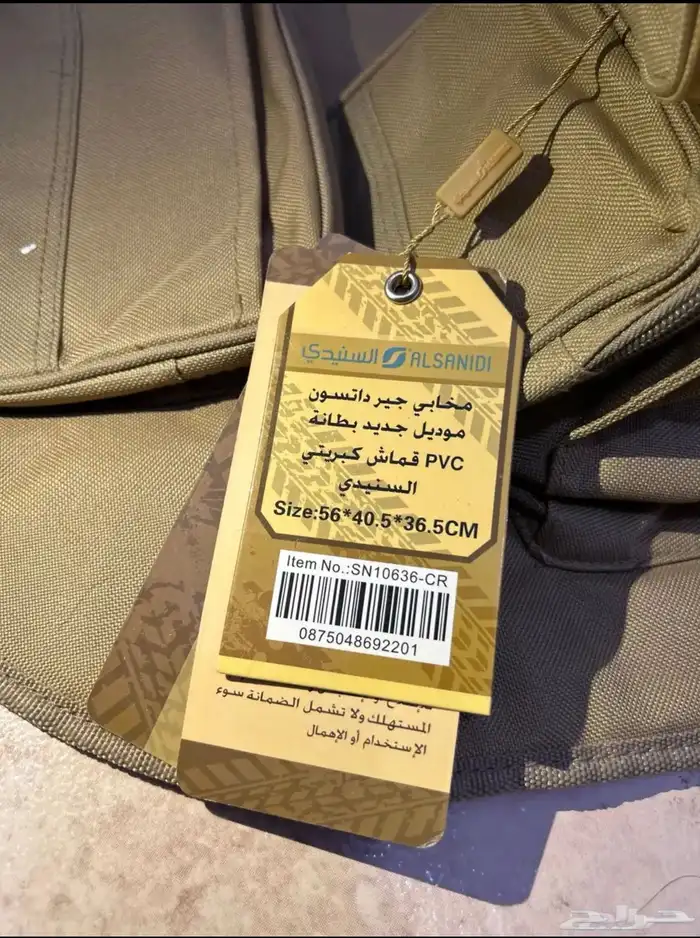 السنيدي ALSANIDI
مخابي جير داتسون
موديل جديد بطانة
PVC قماش كبريتي
السنيدي
Size:56*40.5*36.5CM
Item No.:SN10636-CR
0875048692201
المستهلك ولا تشمل الضمانة سوء
الإستخدام أو الإهمال
حراج